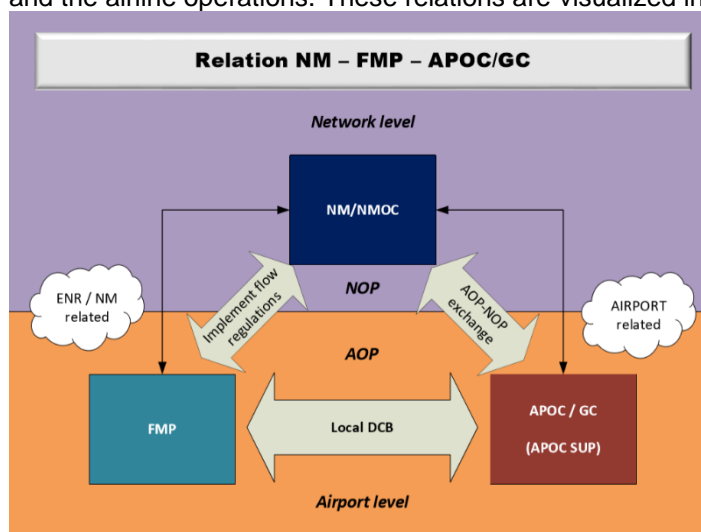 and the airline operations. These relations are visualized in
Relation NM – FMP – APOC/GC
Network level
NM/NMOC
ENR / NM
related
Implement flow
regulations
NOP
AOP-NOP
exchange
AIRPORT
related
AOP
FMP
Local DCB
APOC / GC
(APOC SUP)
Airport level